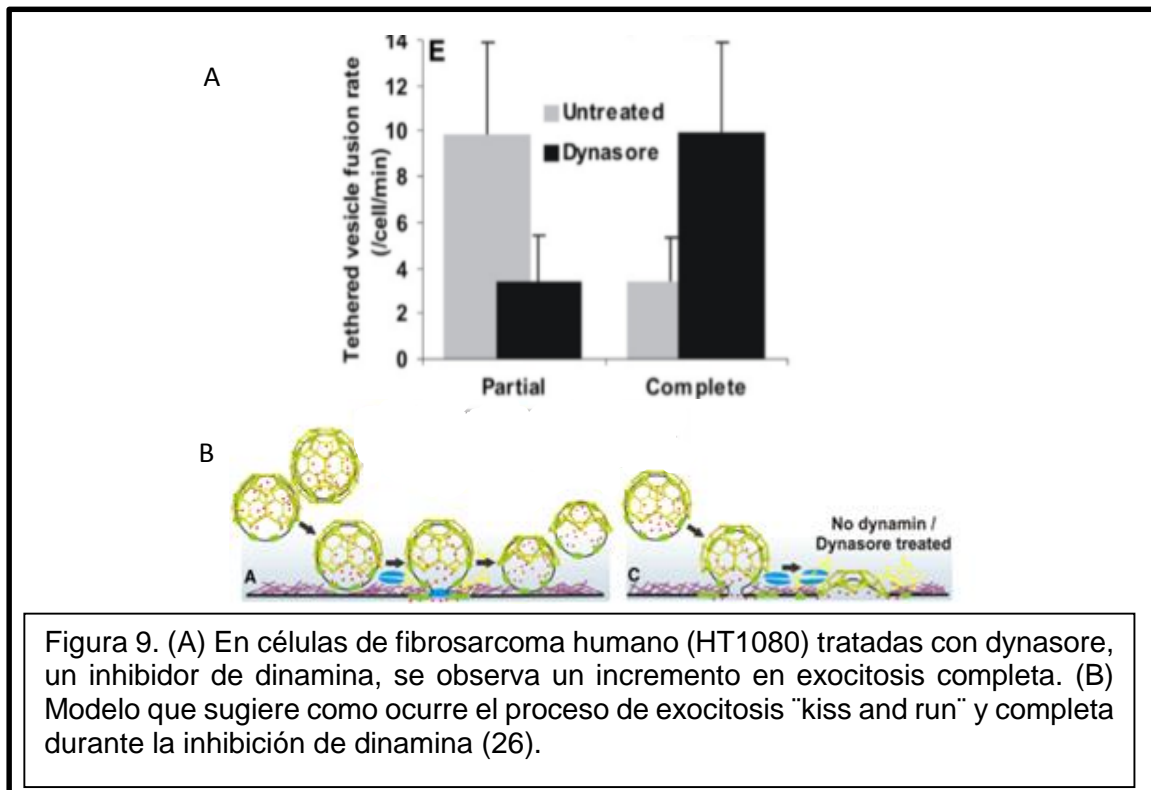 A
E
14
12
10
8
6
4
2
0
Tethered vesicle fusion rate
(/cell/min)
Untreated
Dynasore
Partial
Complete
B
A
C
No dynamin /
Dynasore treated
Figura 9. (A) En células de fibrosarcoma humano (HT1080) tratadas con dynasore,
un inhibidor de dinamina, se observa un incremento en exocitosis completa. (B)
Modelo que sugiere como ocurre el proceso de exocitosis ¨kiss and run¨ y completa
durante la inhibición de dinamina (26).